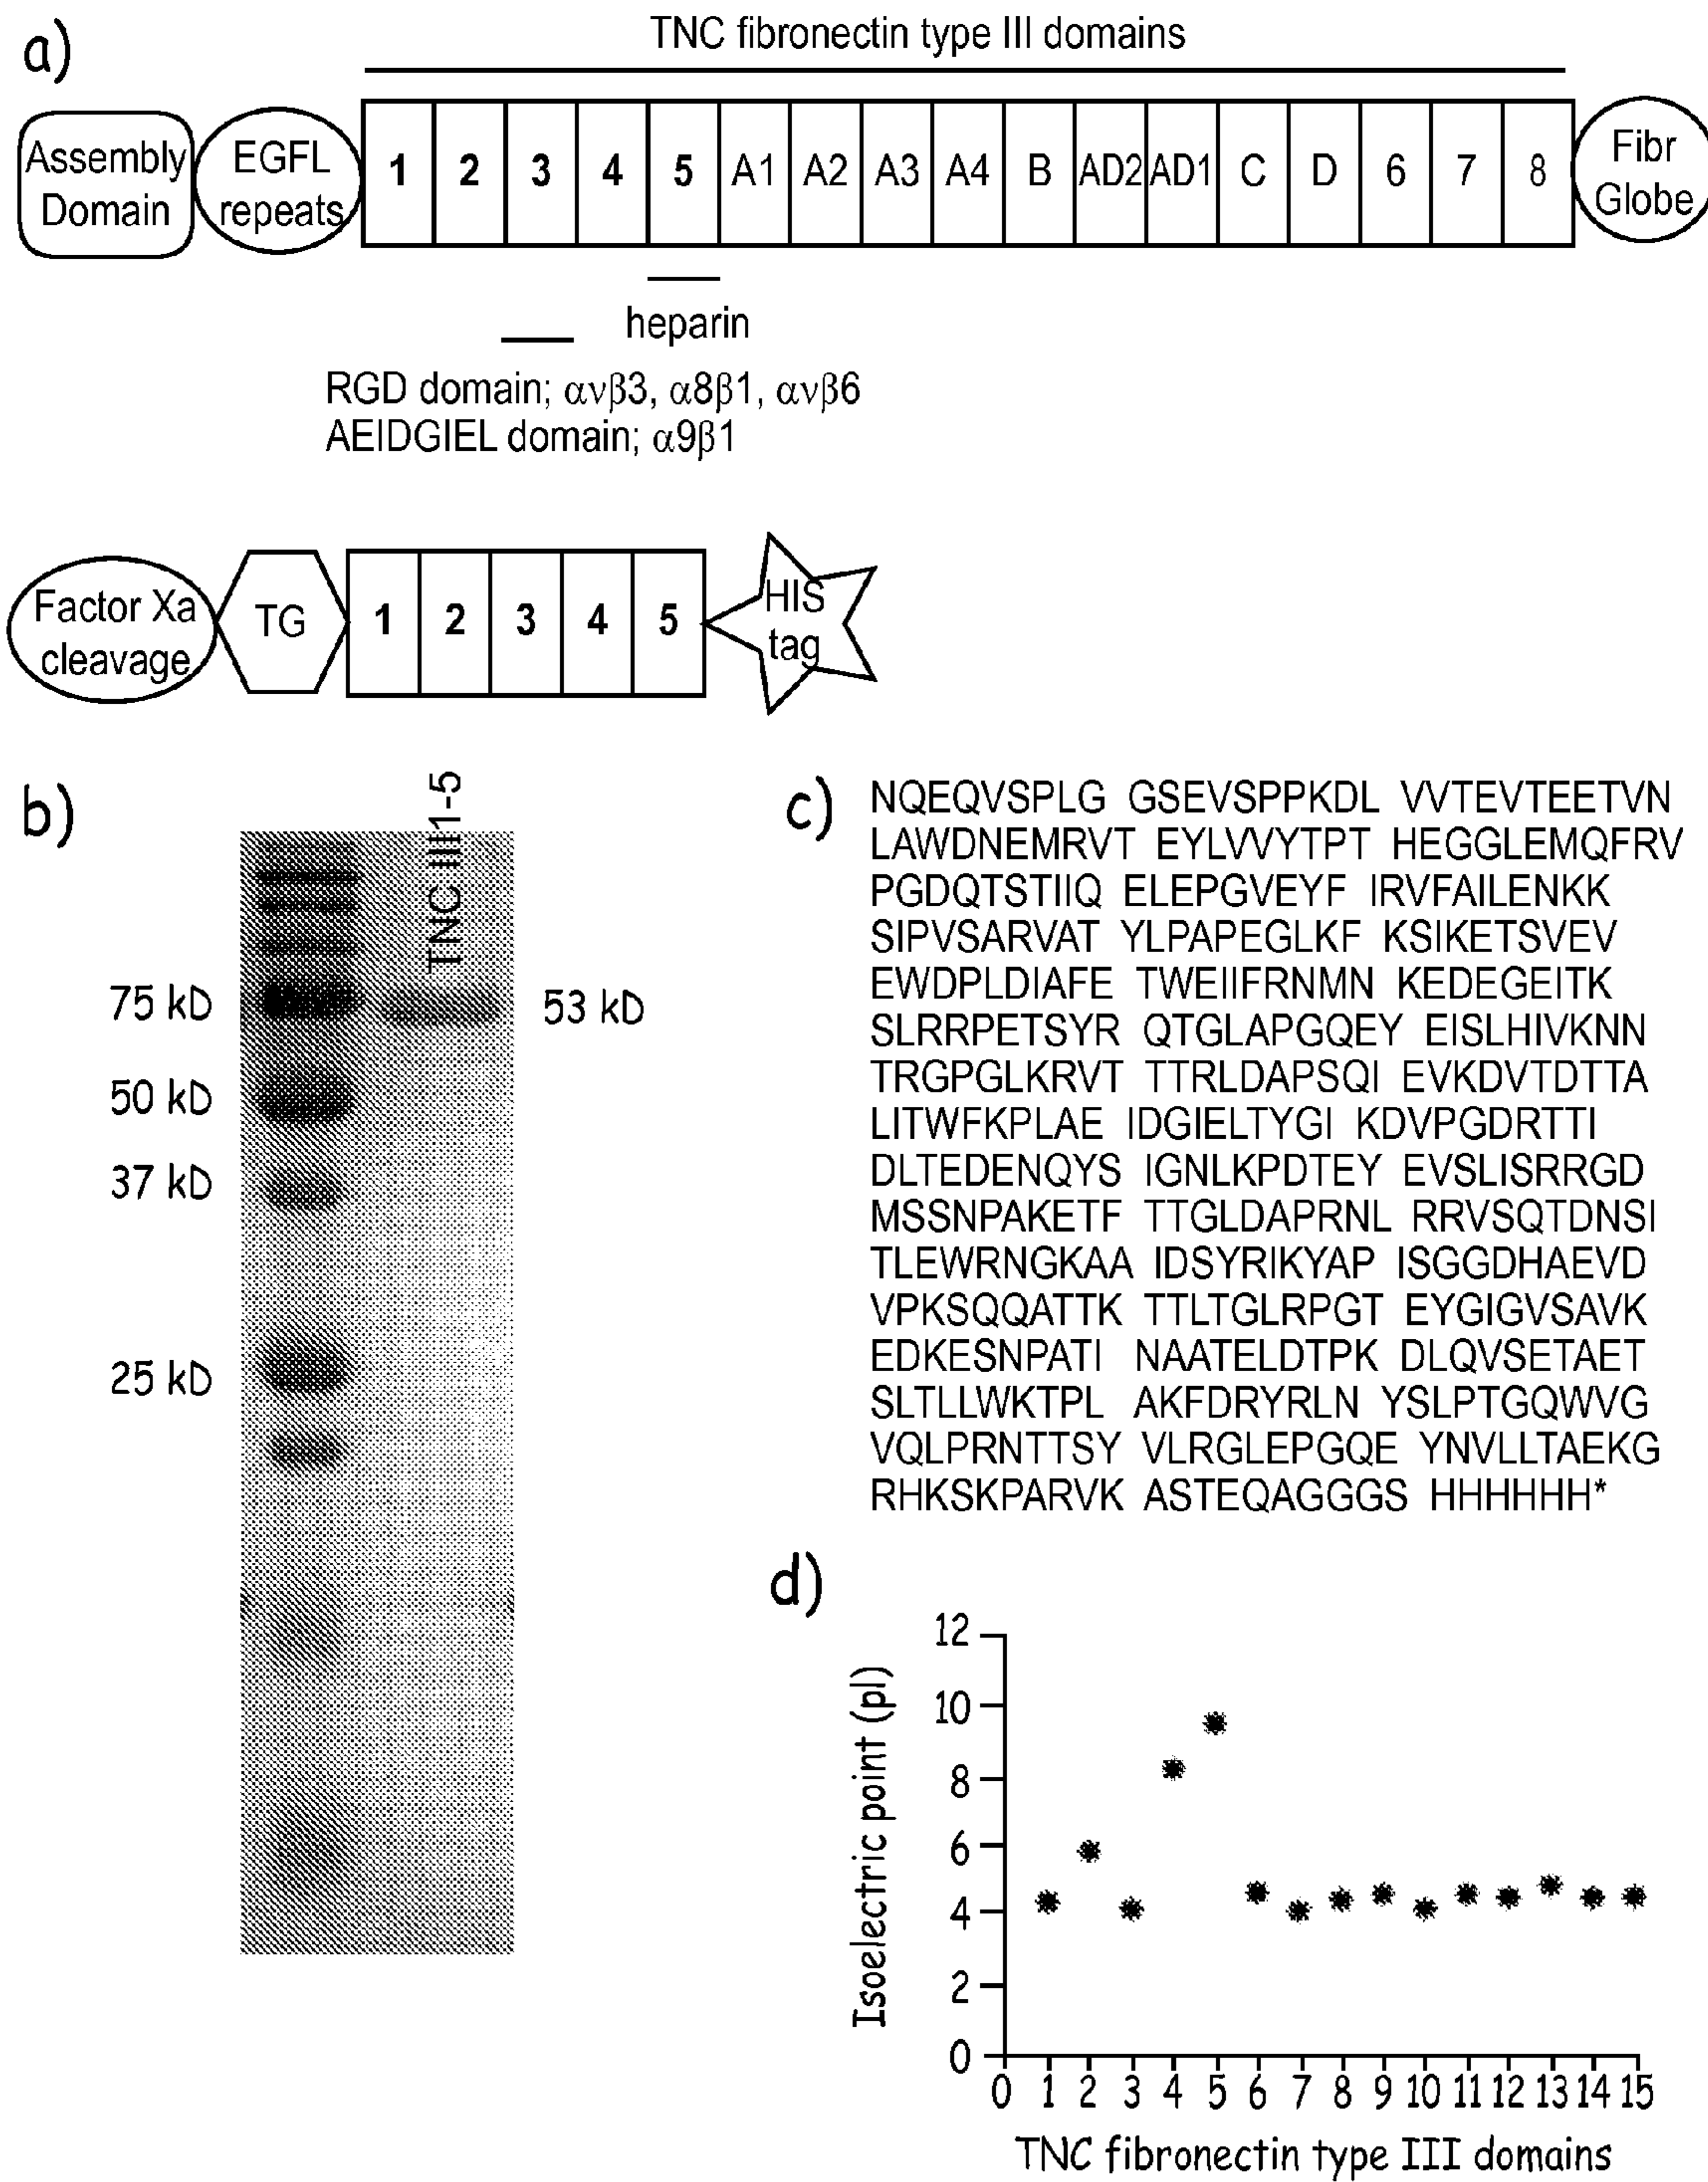 a)
TNC fibronectin type III domains
Assembly Domain
EGFL repeats
1 2 3 4 5 A1 A2 A3 A4 B AD2 AD1 C D 6 7 8
Fibr Globe
heparin
RGD domain; ανβ3, α8β1, ανβ6
AEIDGIEL domain; α9β1
Factor Xa cleavage
TG
1 2 3 4 5
HIS tag
b)
TNC III1-5
75 kD
53 kD
50 kD
37 kD
25 kD
c)
NQEQVSPLG GSEVSPPKDL VVTEVTEETVN
LAWDNEMRVT EYLVVYTPT HEGGLEMQFRV
PGDQTSTIIQ ELEPGVEYF IRVFAILENKK
SIPVSARVAT YLPAPEGLKF KSIKETSVEV
EWDPLDIAFE TWEIIFRNMN KEDEGEITK
SLRRPETSYR QTGLAPGQEY EISLHIVKNN
TRGPGLKRVT TTRLDAPSQI EVKDVTDTTA
LITWFKPLAE IDGIELTYGI KDVPGDRTTI
DLTEDENQYS IGNLKPDTEY EVSLISRRGD
MSSNPAKETF TTGLDAPRNL RRVSQTDNSI
TLEWRNGKAA IDSYRIKYAP ISGGDHAEVD
VPKSQQATTK TTLTGLRPGT EYGIGVSAVK
EDKESNPATI NAATELDTPK DLQVSETAET
SLTLLWKTPL AKFDRYRLN YSLPTGQWVG
VQLPRNTTSY VLRGLEPGQE YNVLLTAEKG
RHKSKPARVK ASTEQAGGGS HHHHHH*
d)
Isoelectric point (pI)
12
10
8
6
4
2
0
0 1 2 3 4 5 6 7 8 9 10 11 12 13 14 15
TNC fibronectin type III domains